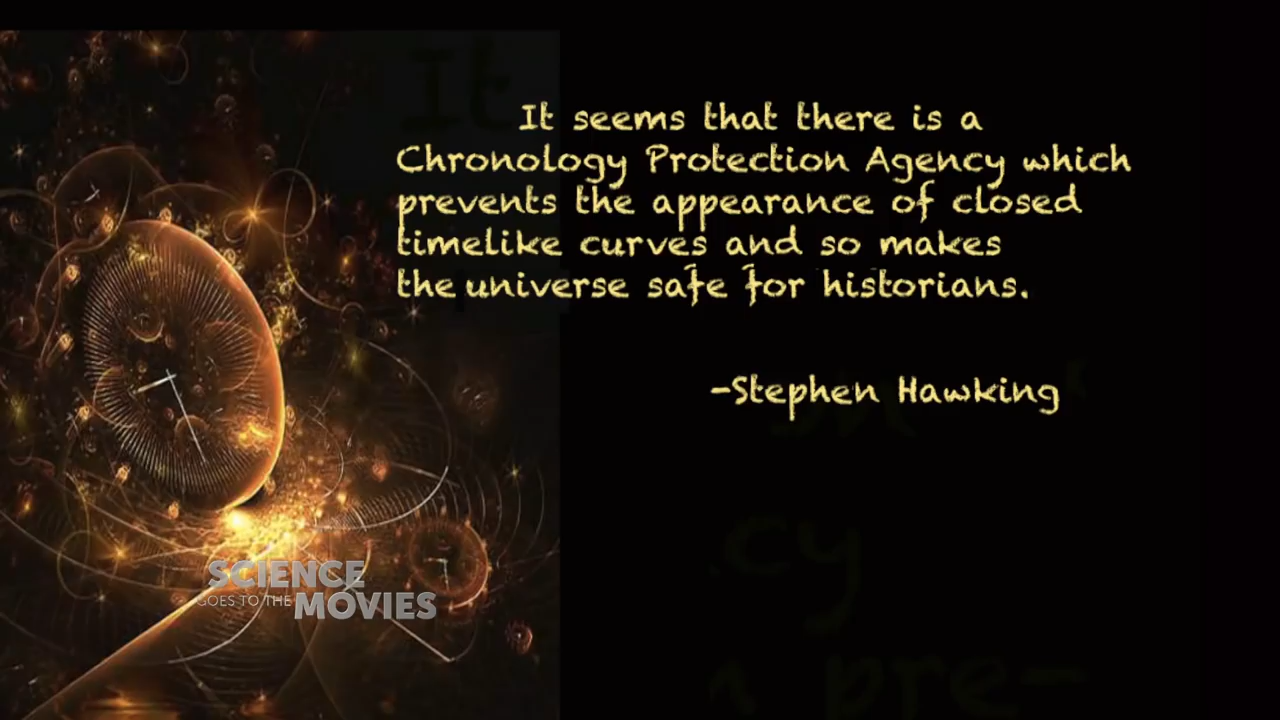 It seems that there is a
Chronology Protection Agency which
prevents the appearance of closed
timelike curves and so makes
the universe safe for historians.
-Stephen Hawking
SCIENCE
GOES TO THE MOVIES